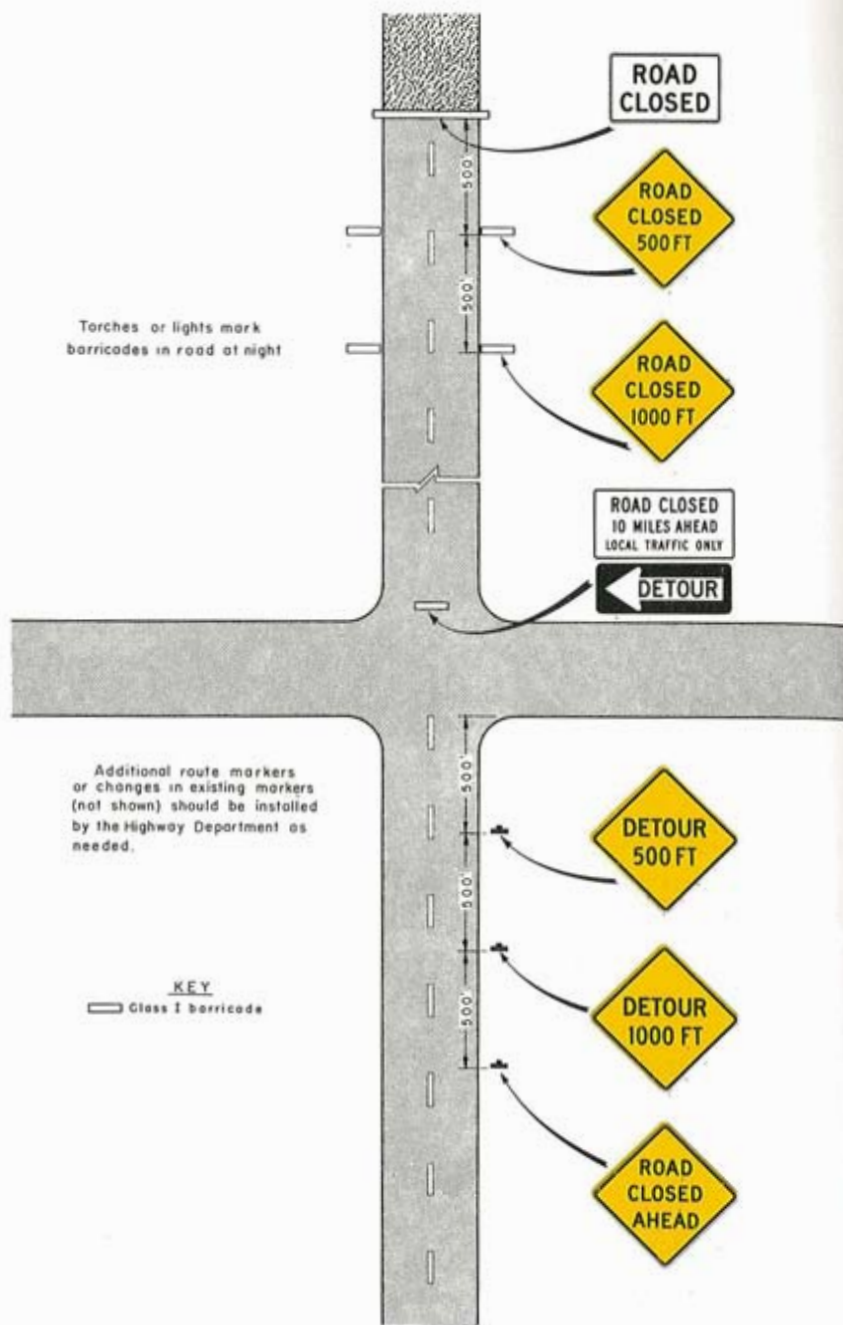 ROAD
CLOSED
500'
ROAD
CLOSED
500 FT
500'
Torches or lights mark
barricades in road at night
ROAD
CLOSED
1000 FT
ROAD CLOSED
10 MILES AHEAD
LOCAL TRAFFIC ONLY
DETOUR
500'
Additional route markers
or changes in existing markers
(not shown) should be installed
by the Highway Department as
needed.
DETOUR
500 FT
500'
KEY
Class I barricade
DETOUR
1000 FT
500'
ROAD
CLOSED
AHEAD